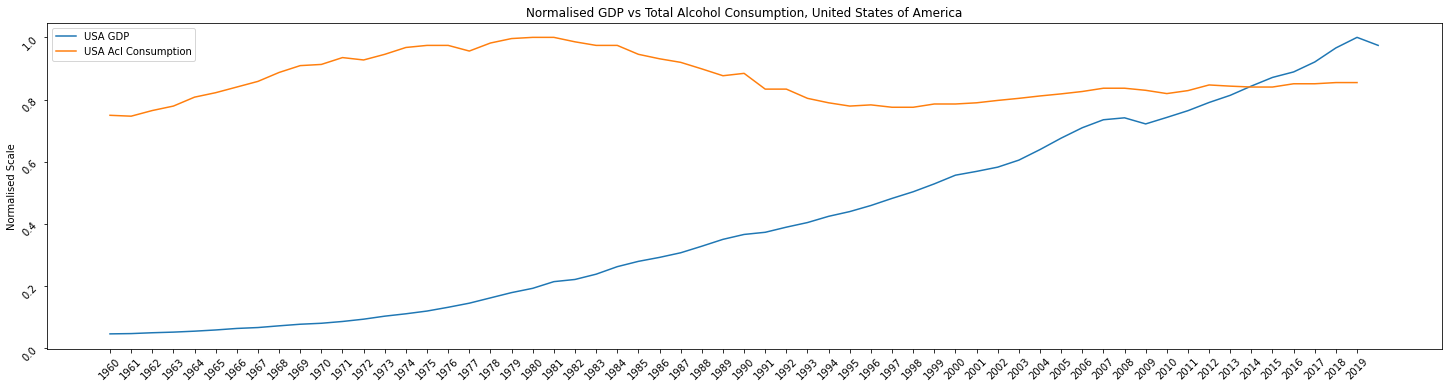 Normalised GDP vs Total Alcohol Consumption, United States of America
USA GDP
USA Acl Consumption
Normalised Scale
1.0
0.8
0.6
0.4
0.2
0.0
1960 1961 1962 1963 1964 1965 1966 1967 1968 1969 1970 1971 1972 1973 1974 1975 1976 1977 1978 1979 1980 1981 1982 1983 1984 1985 1986 1987 1988 1989 1990 1991 1992 1993 1994 1995 1996 1997 1998 1999 2000 2001 2002 2003 2004 2005 2006 2007 2008 2009 2010 2011 2012 2013 2014 2015 2016 2017 2018 2019